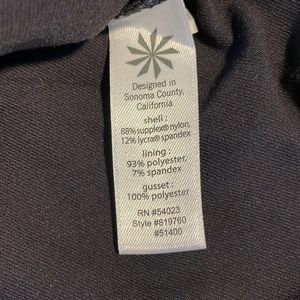 Designed in
Sonoma County,
California
shell :
88% supplex® nylon,
12% lycra® spandex
lining :
93% polyester,
7% spandex
gusset :
100% polyester
RN #54023
Style #819760
#51400